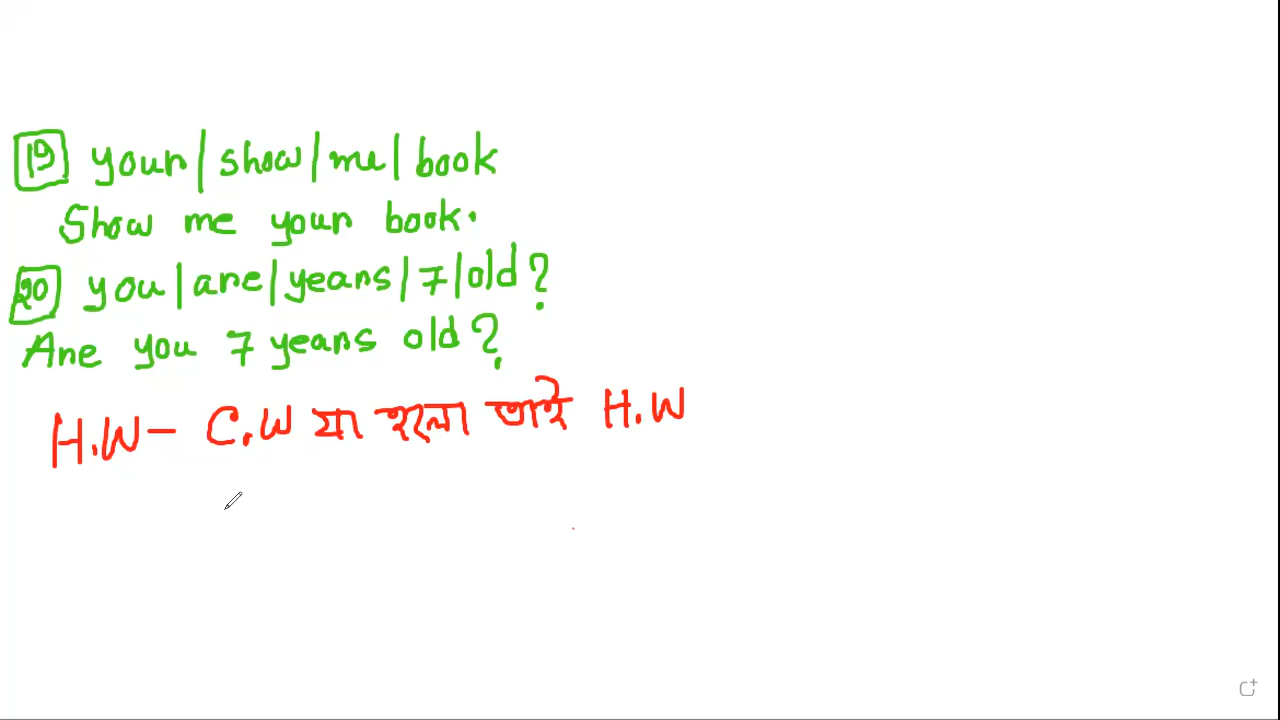 19 your/show/me/book
Show me your book.
20 you/are/years/7/old?
Are you 7 years old?
H.W- C.W যা হলো তাই H.W